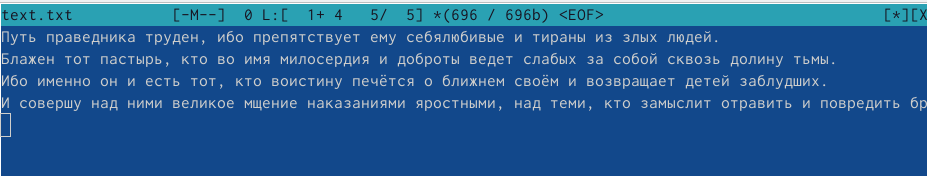 text.txt [-M--] 0 L:[ 1+ 4 5/ 5] *(696 / 696b) <EOF> [*][X
Путь праведника труден, ибо препятствует ему себялюбивые и тираны из злых людей.
Блажен тот пастырь, кто во имя милосердия и доброты ведет слабых за собой сквозь долину тьмы.
Ибо именно он и есть тот, кто воистину печётся о ближнем своём и возвращает детей заблудших.
И совершу над ними великое мщение наказаниями яростными, над теми, кто замыслит отравить и повредить бр